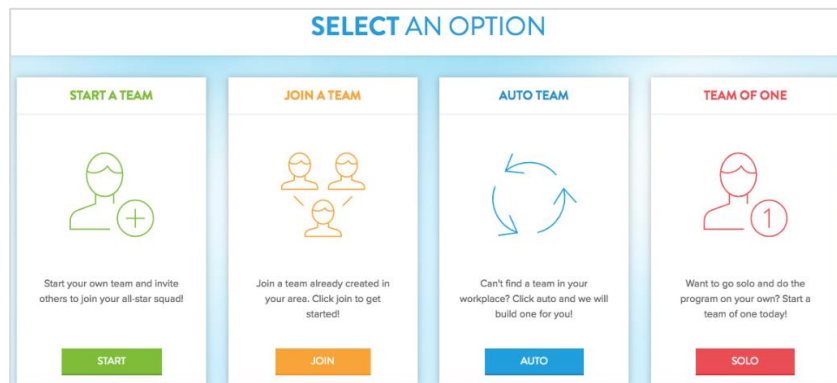 SELECT AN OPTION
START A TEAM
Start your own team and invite
others to join your all-star squad!
START
JOIN A TEAM
Join a team already created in
your area. Click join to get
started!
JOIN
AUTO TEAM
Can't find a team in your
workplace? Click auto and we will
build one for you!
AUTO
TEAM OF ONE
1
Want to go solo and do the
program on your own? Start a
team of one today!
SOLO